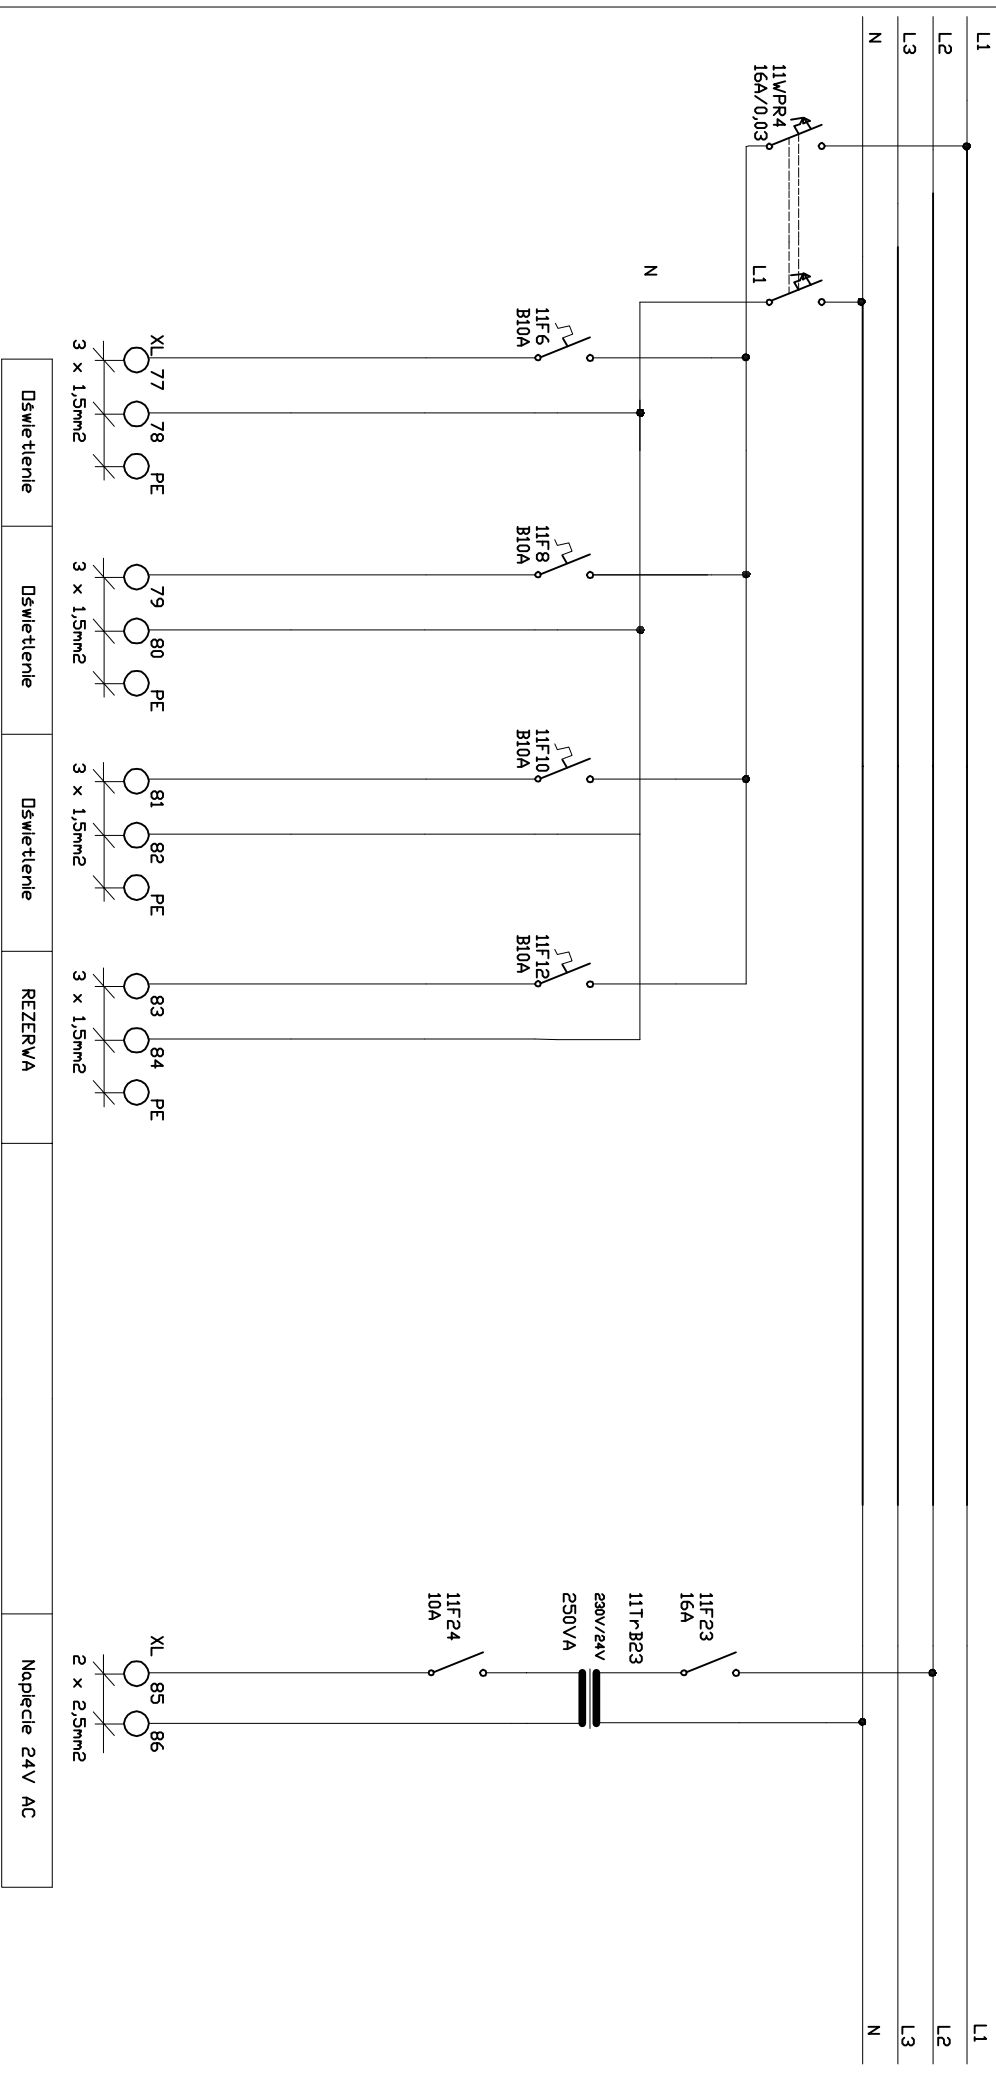 L1
L2
L3
N
L1
L2
L3
N
11WPR4
16A/0,03
L1
N
11F6
B10A
11F8
B10A
11F10
B10A
11F12
B10A
11F23
16A
11TrB23
230V/24V
250VA
11F24
10A
XL 77 78 PE
79 80 PE
81 82 PE
83 84 PE
XL 85 86
3 x 1,5mm2
3 x 1,5mm2
3 x 1,5mm2
3 x 1,5mm2
2 x 2,5mm2
Oświetlenie
Oświetlenie
Oświetlenie
REZERWA
Napięcie 24V AC